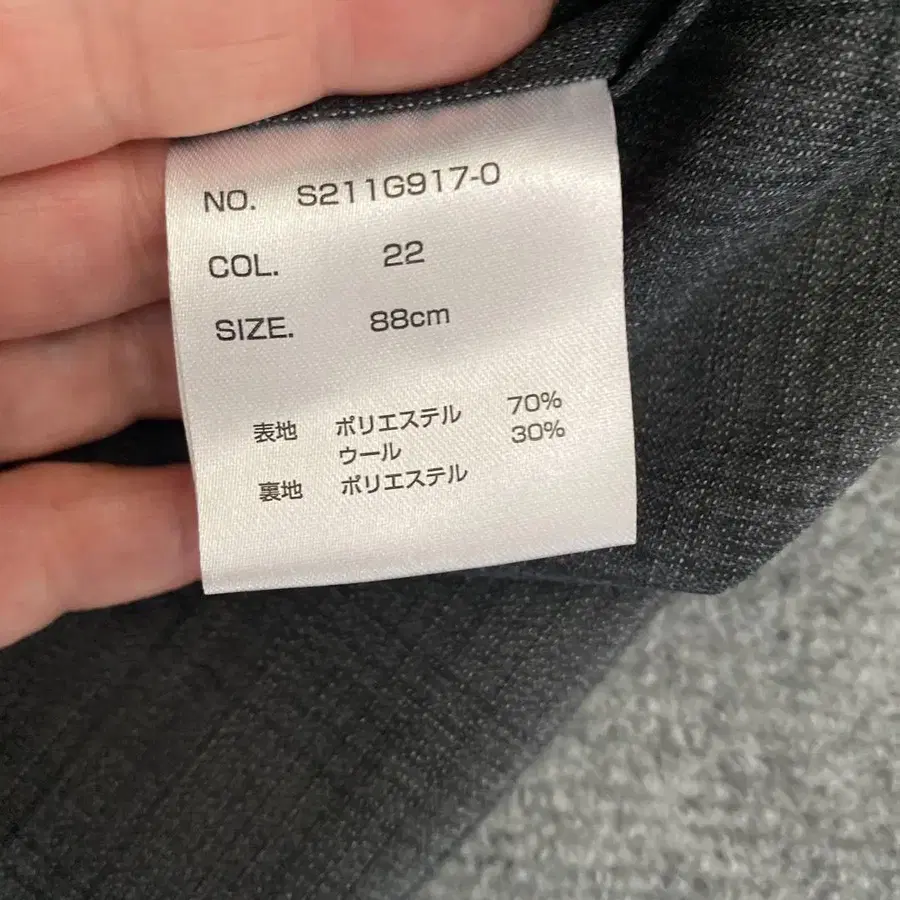 NO. S211G917-0
COL. 22
SIZE. 88cm
表地 ポリエステル 70%
ウール 30%
裏地 ポリエステル